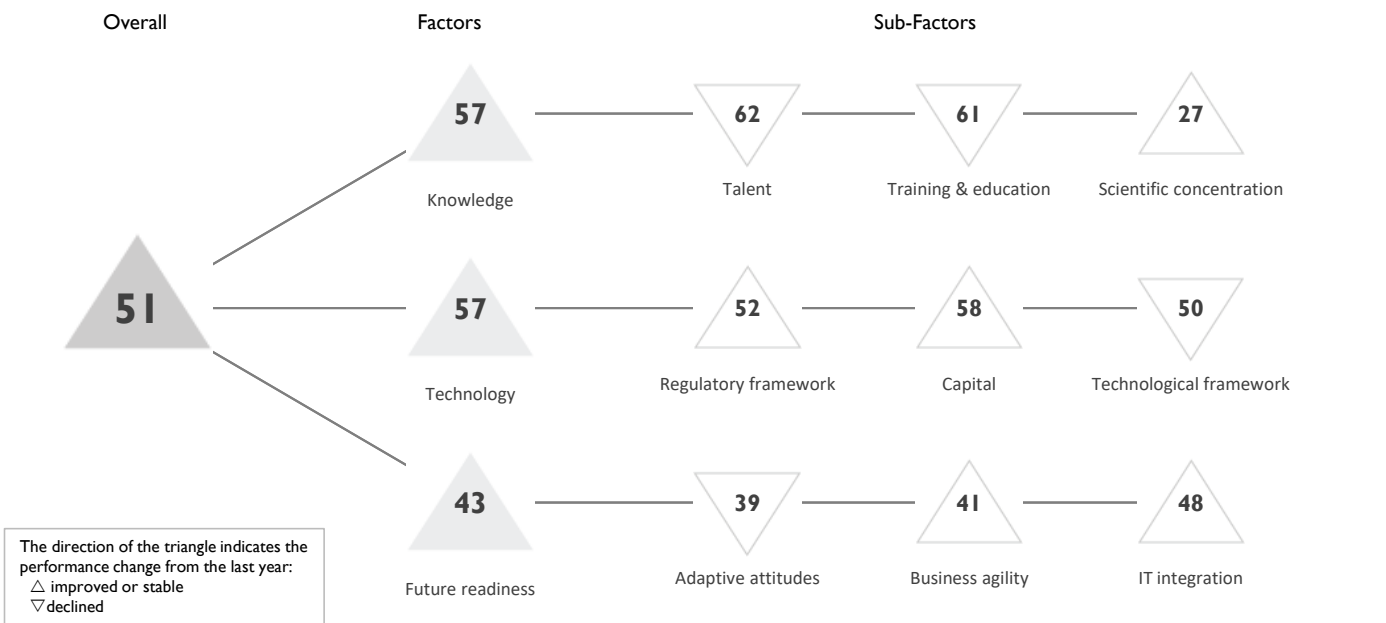 Overall
Factors
Sub-Factors
57
62
61
27
Knowledge
Talent
Training & education
Scientific concentration
51
57
52
58
50
Technology
Regulatory framework
Capital
Technological framework
43
39
41
48
Future readiness
Adaptive attitudes
Business agility
IT integration
The direction of the triangle indicates the
performance change from the last year:
△ improved or stable
▽ declined